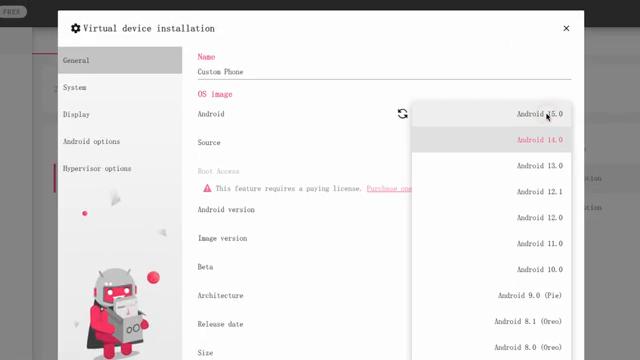 FREE
Virtual device installation
General
System
Display
Android options
Hypervisor options
Name
Custom Phone
OS image
Android
Source
Root Access
This feature requires a paying license. Purchase one
Android version
Image version
Beta
Architecture
Release date
Size
Android 15.0
Android 14.0
Android 13.0
Android 12.1
Android 12.0
Android 11.0
Android 10.0
Android 9.0 (Pie)
Android 8.1 (Oreo)
Android 8.0 (Oreo)